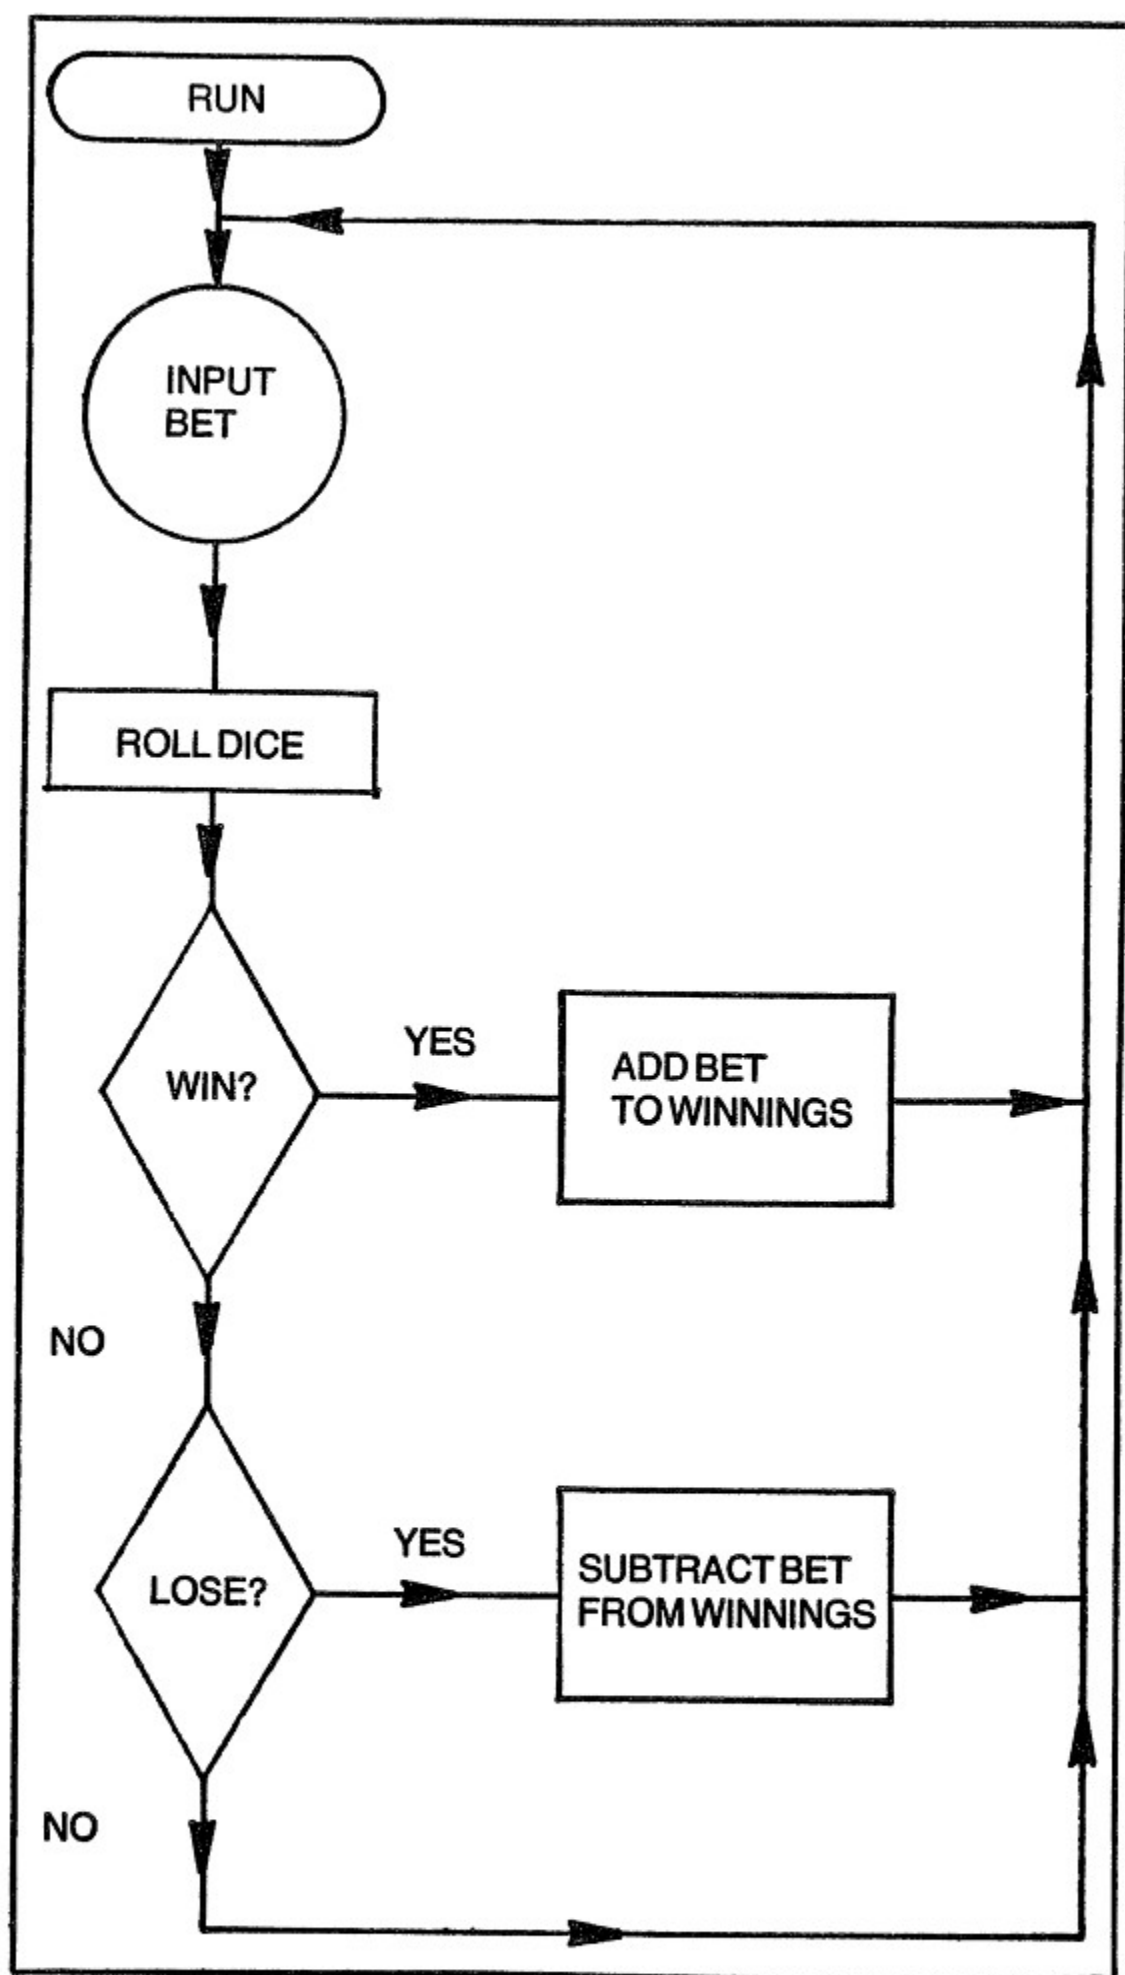 RUN
INPUT
BET
ROLL DICE
WIN?
YES
ADD BET
TO WINNINGS
NO
LOSE?
YES
SUBTRACT BET
FROM WINNINGS
NO